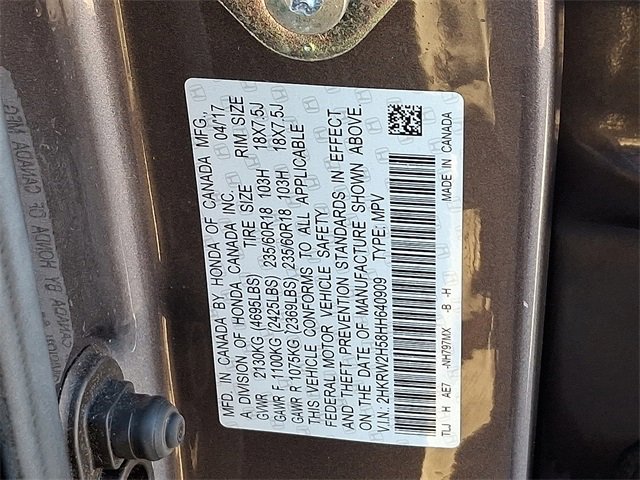 MFD. IN CANADA BY HONDA OF CANADA MFG.,
A DIVISION OF HONDA CANADA INC. 04/17
TIRE SIZE RIM SIZE
GVWR 2130KG (4695LBS)
GAWR F 1100KG (2425LBS) 235/60R18 103H 18X7.5J
GAWR R 1075KG (2369LBS) 235/60R18 103H 18X7.5J
THIS VEHICLE CONFORMS TO ALL APPLICABLE
FEDERAL MOTOR VEHICLE SAFETY
AND THEFT PREVENTION STANDARDS IN EFFECT
ON THE DATE OF MANUFACTURE SHOWN ABOVE.
V.I.N.: 2HKRW2H58HH640909 TYPE: MPV
TLJ H AE7 -NH797MX -B -H MADE IN CANADA